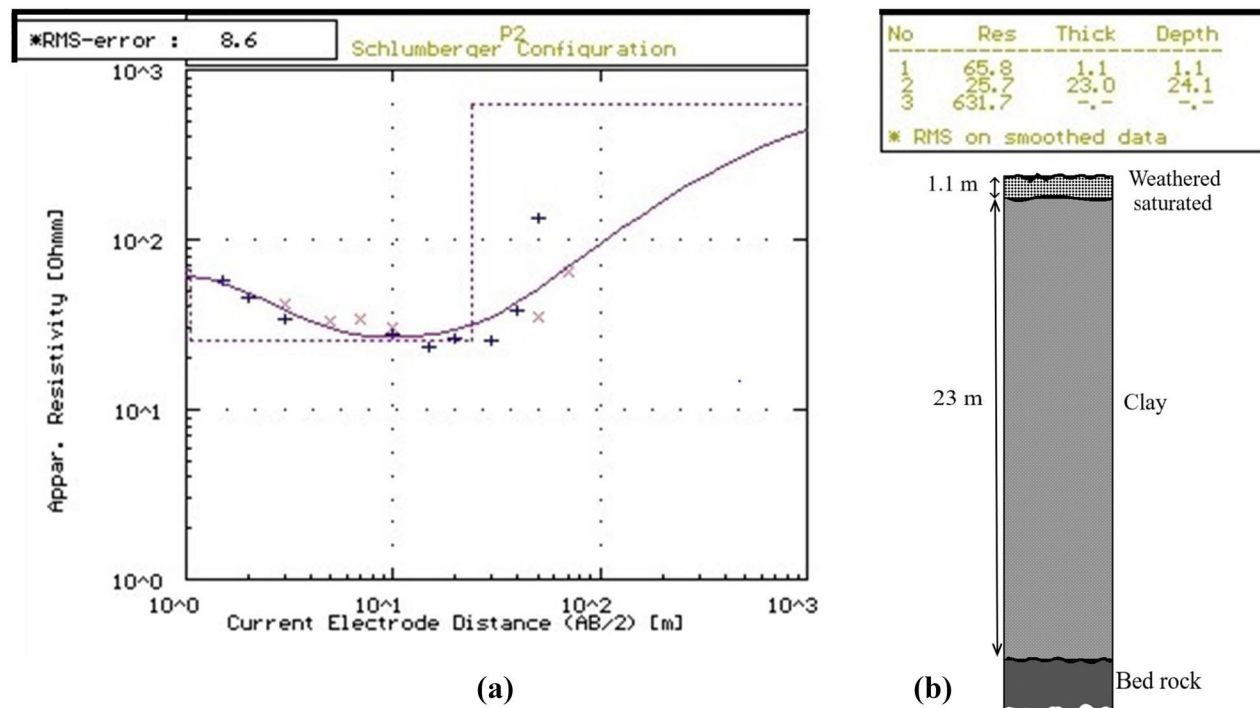 *RMS-error : 8.6
P2
Schlumberger Configuration
10^3
10^2
10^1
10^0
Appar. Resistivity [Ohmm]
10^0 10^1 10^2 10^3
Current Electrode Distance (AB/2) [m]
(a)
No Res Thick Depth
1 65.8 1.1 1.1
2 25.7 23.0 24.1
3 631.7 -.- -.-
* RMS on smoothed data
1.1 m
Weathered
saturated
23 m
Clay
Bed rock
(b)